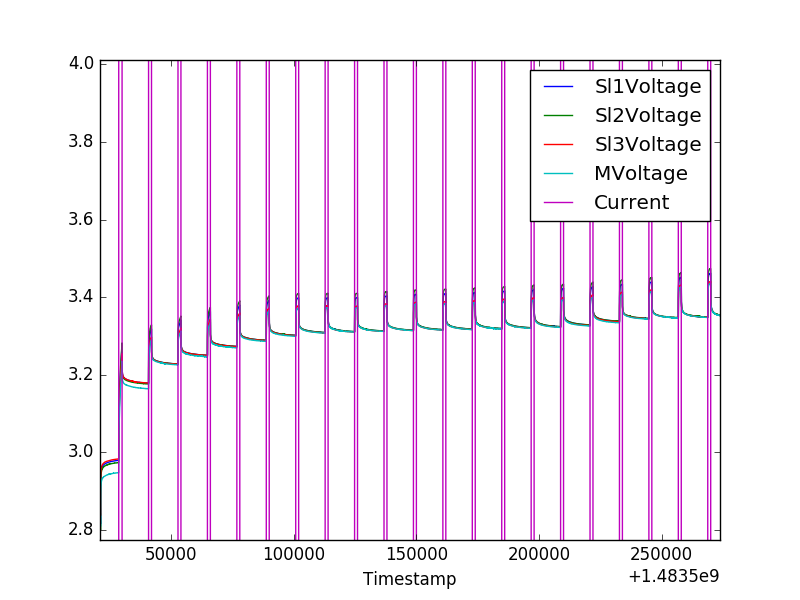 4.0
3.8
3.6
3.4
3.2
3.0
2.8
Sl1Voltage
Sl2Voltage
Sl3Voltage
MVoltage
Current
50000 100000 150000 200000 250000
Timestamp +1.4835e9